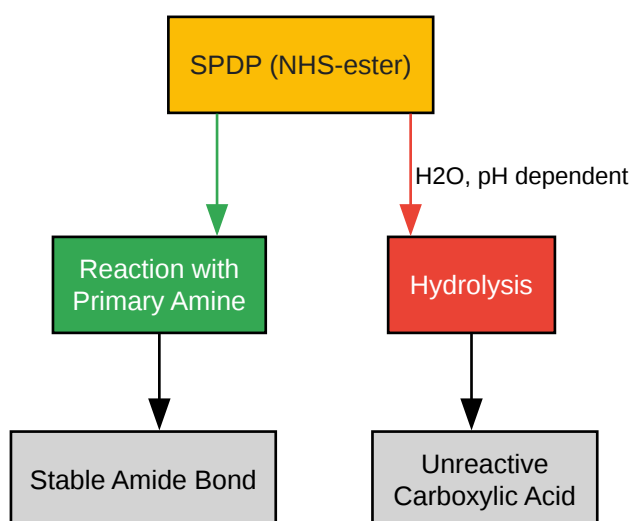 SPDP (NHS-ester)
H2O, pH dependent
Reaction with
Primary Amine
Hydrolysis
Stable Amide Bond
Unreactive
Carboxylic Acid